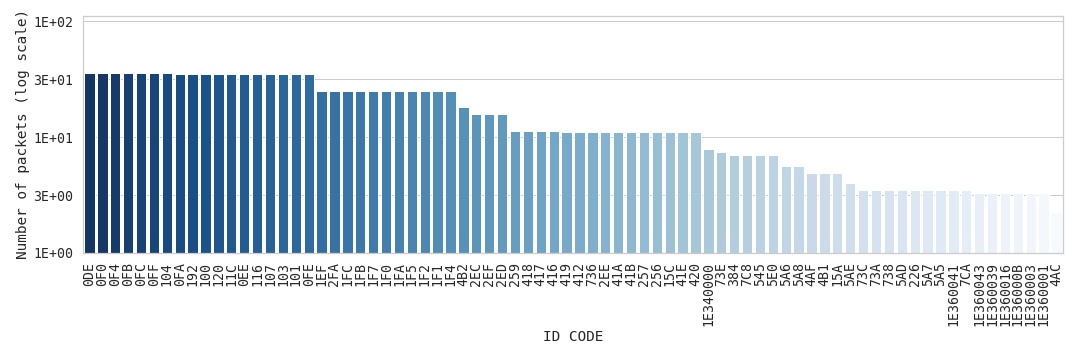 Number of packets (log scale)
1E+02
3E+01
1E+01
3E+00
1E+00
0DE
0F0
0F4
0FB
0FC
0FF
104
0FA
192
100
120
11C
0EE
116
107
103
101
0FE
1EF
2FA
1FC
1FB
1F7
1F0
1FA
1F5
1F2
1F1
1F4
4B2
2EC
2EF
2ED
259
418
417
416
419
412
736
2EE
41A
41B
257
256
15C
41E
420
1E340000
73E
384
7C8
545
5E0
5A6
5A8
4AF
4B1
15A
5AE
73C
73A
738
5AD
226
5A7
5A5
1E360041
7CA
1E360043
1E360039
1E360016
1E36000B
1E360003
1E360001
4AC
ID CODE